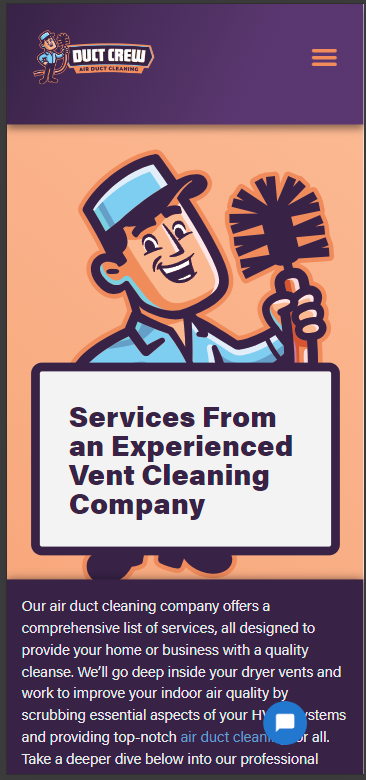 DUCT CREW
AIR DUCT CLEANING
Services From
an Experienced
Vent Cleaning
Company
Our air duct cleaning company offers a
comprehensive list of services, all designed to
provide your home or business with a quality
cleanse. We’ll go deep inside your dryer vents and
work to improve your indoor air quality by
scrubbing essential aspects of your
and providing top-notch air duct for all.
Take a deeper dive below into our professional